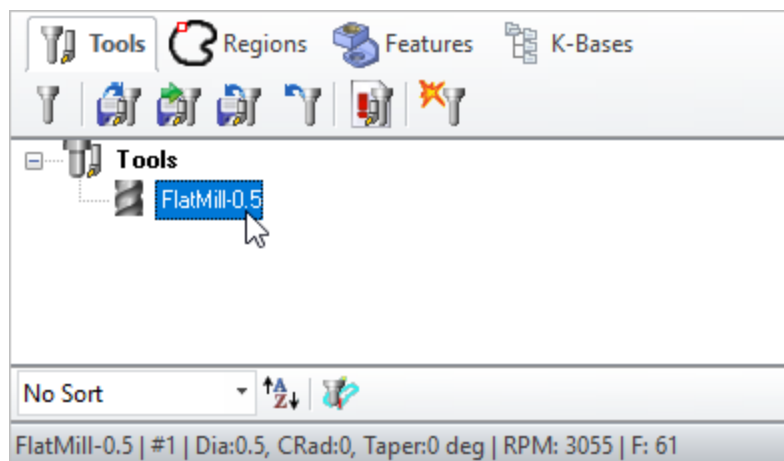 Tools Regions Features K-Bases
Tools
FlatMill-0.5
No Sort A Z
FlatMill-0.5 | #1 | Dia:0.5, CRad:0, Taper:0 deg | RPM: 3055 | F: 61